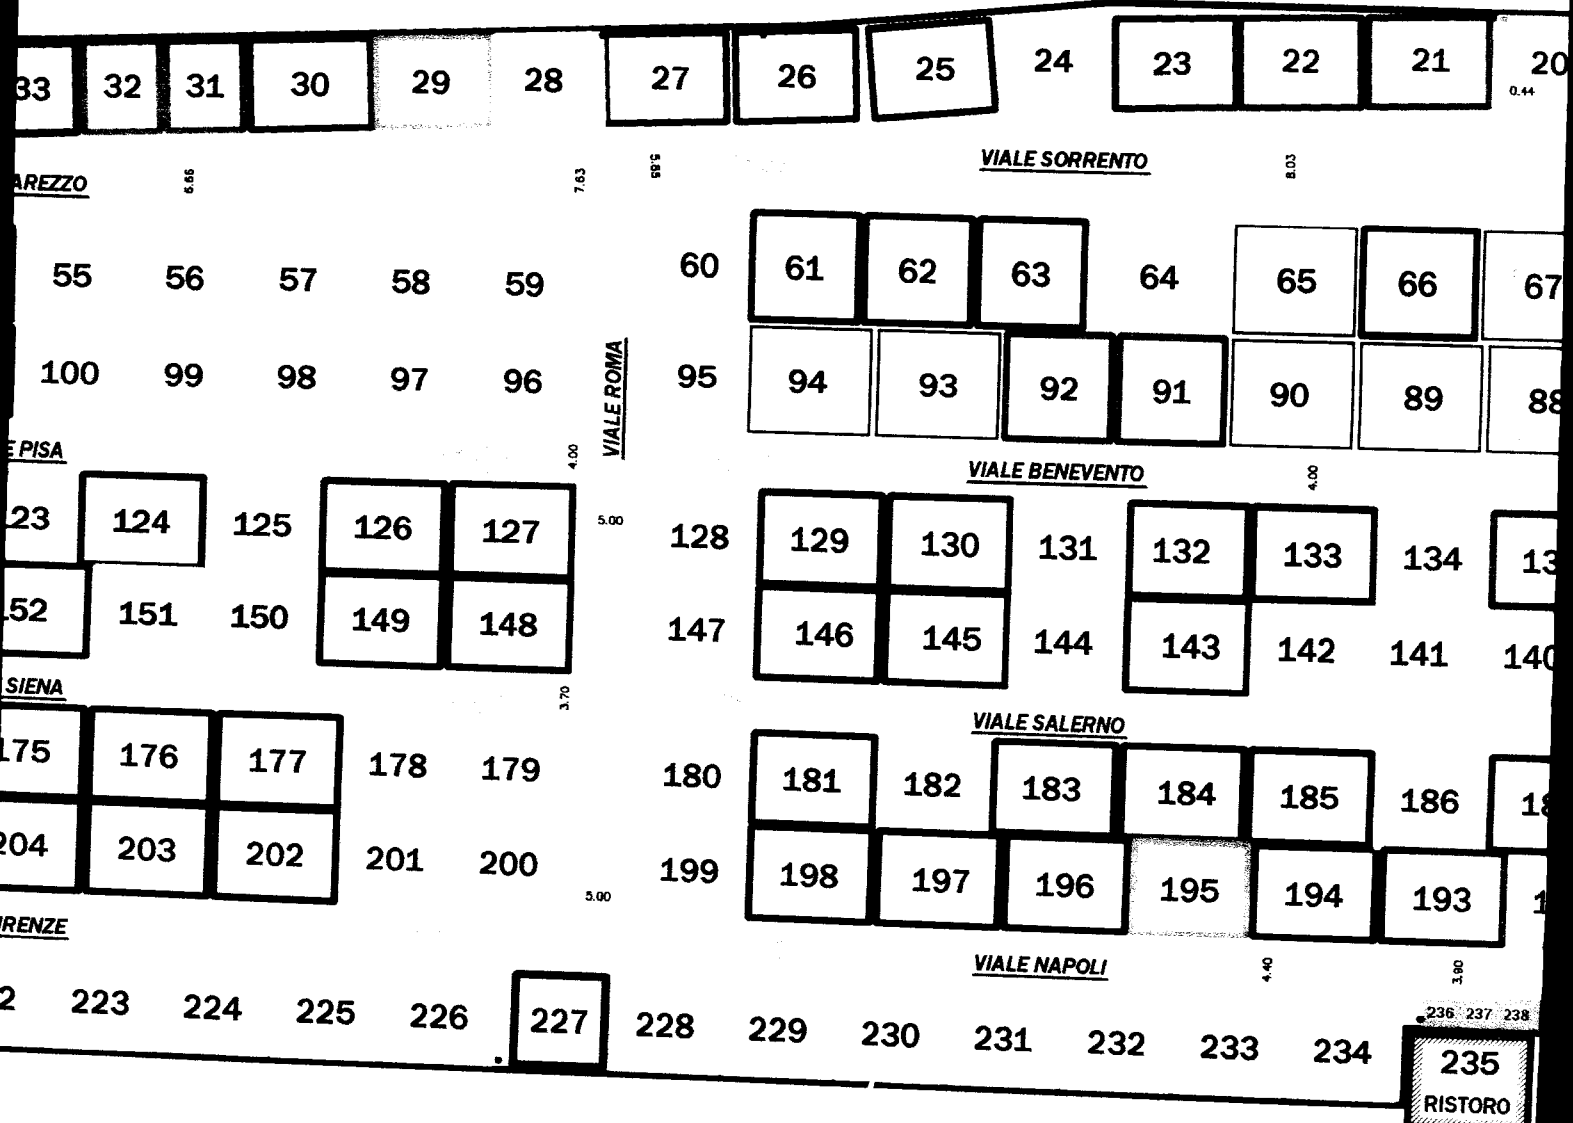 33 32 31 30 29 28 27 26 25 24 23 22 21 20
0.44
AREZZO 6.66 7.63 5.65 VIALE SORRENTO 8.03
55 56 57 58 59 60 61 62 63 64 65 66 67
100 99 98 97 96 VIALE ROMA 95 94 93 92 91 90 89 88
E PISA 4.00 VIALE BENEVENTO 4.00
23 124 125 126 127 5.00 128 129 130 131 132 133 134 13
152 151 150 149 148 147 146 145 144 143 142 141 140
SIENA 3.70 VIALE SALERNO
175 176 177 178 179 180 181 182 183 184 185 186 18
204 203 202 201 200 199 198 197 196 195 194 193 1
5.00
IRENZE VIALE NAPOLI 4.40 3.90
2 223 224 225 226 227 228 229 230 231 232 233 234
236 237 238
235
RISTORO